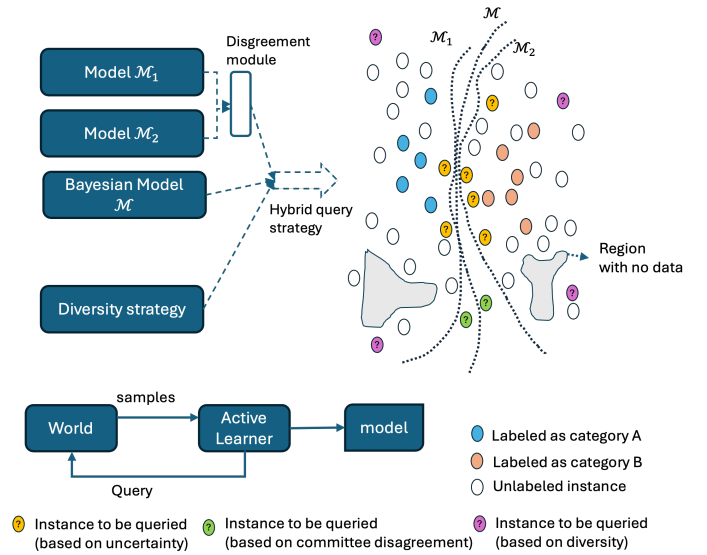 Disgreement
module
Model ℳ₁
Model ℳ₂
Bayesian Model
ℳ
Diversity strategy
Hybrid query
strategy
ℳ₁
ℳ
ℳ₂
?
?
?
?
?
?
?
?
?
?
?
?
?
Region
with no data
World
samples
Active
Learner
model
Query
Labeled as category A
Labeled as category B
Unlabeled instance
? Instance to be queried
(based on uncertainty)
? Instance to be queried
(based on committee disagreement)
? Instance to be queried
(based on diversity)